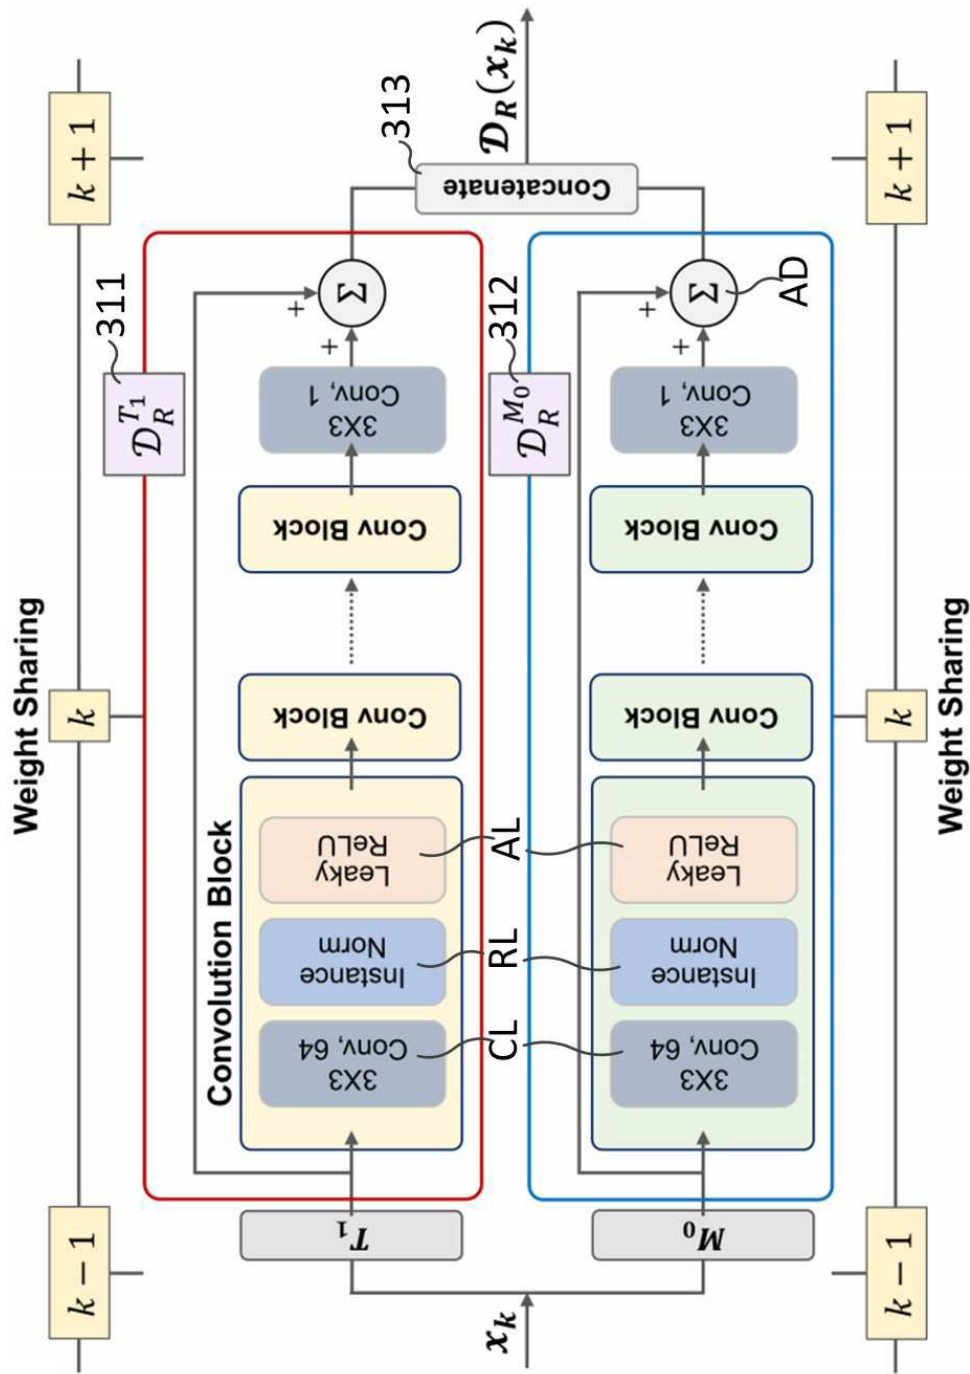 Weight Sharing
k − 1
k
k + 1
311
𝒟_R^{T_1}
Convolution Block
x_k
T_1
3X3
Conv, 64
Instance
Norm
Leaky
ReLU
Conv Block
Conv Block
3X3
Conv, 1
+
+
Σ
CL
RL
AL
312
𝒟_R^{M_0}
313
Concatenate
𝒟_R(x_k)
M_0
3X3
Conv, 64
Instance
Norm
Leaky
ReLU
Conv Block
Conv Block
3X3
Conv, 1
+
+
Σ
AD
k − 1
k
k + 1
Weight Sharing